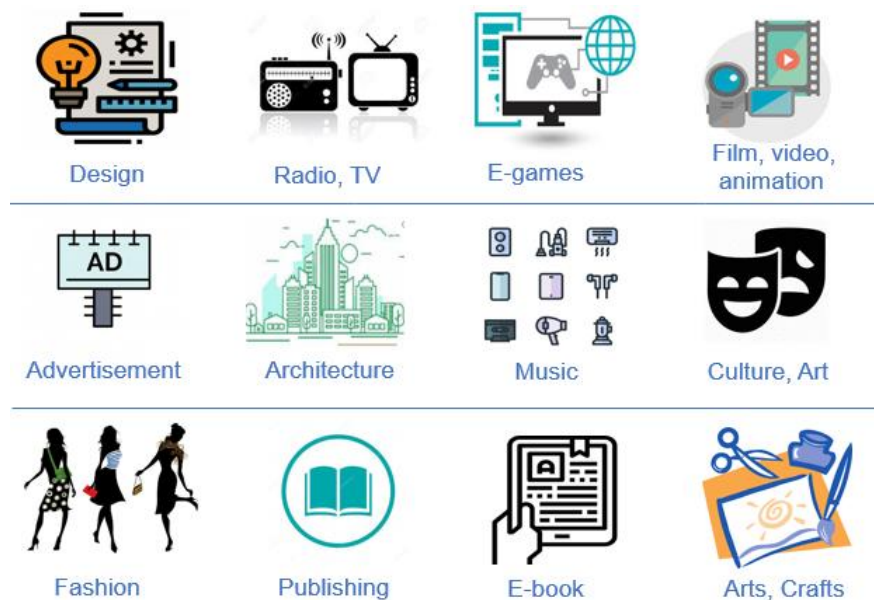 Design
Radio, TV
E-games
Film, video,
animation
AD
Advertisement
Architecture
Music
Culture, Art
Fashion
Publishing
E-book
Arts, Crafts